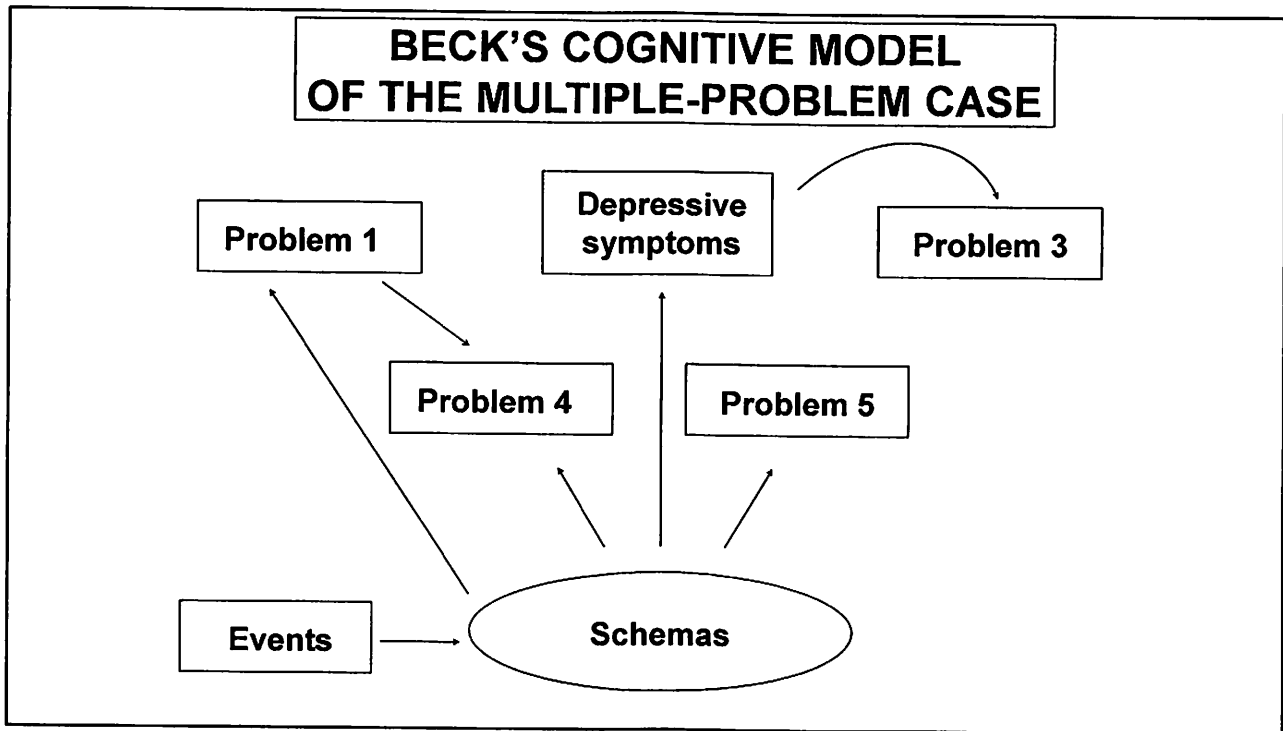 BECK'S COGNITIVE MODEL
OF THE MULTIPLE-PROBLEM CASE
Problem 1
Depressive
symptoms
Problem 3
Problem 4
Problem 5
Events
Schemas